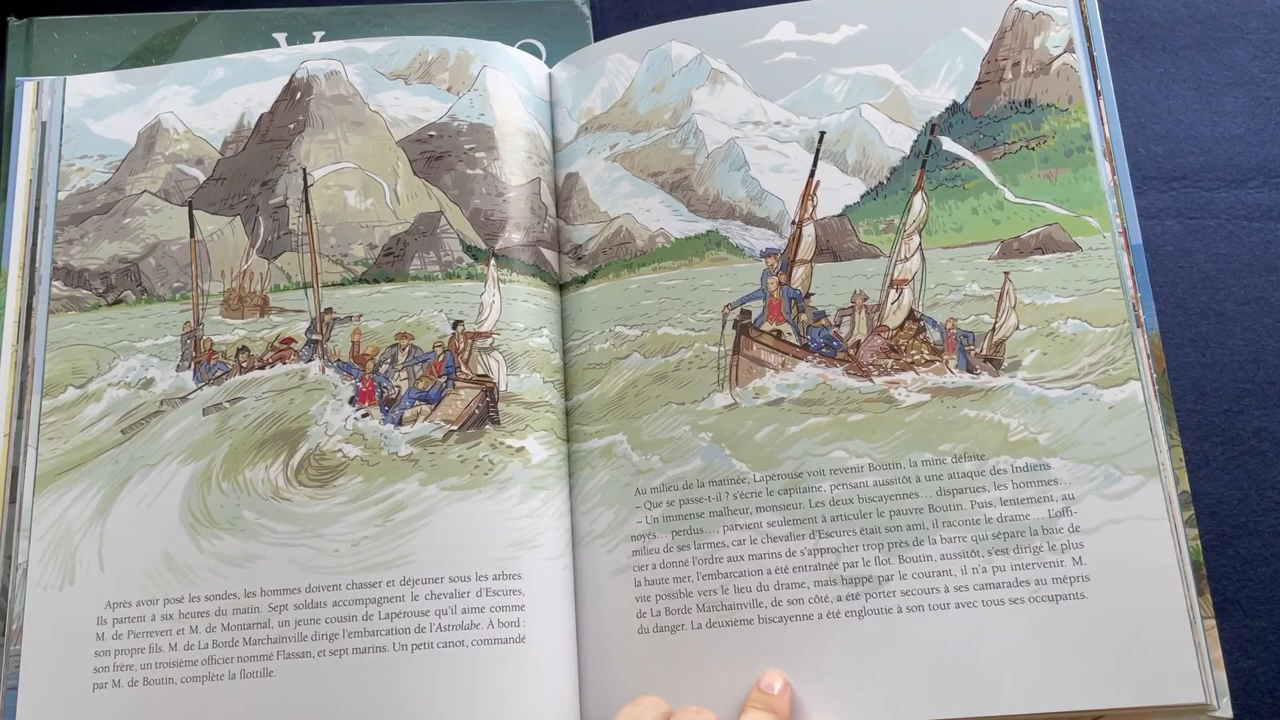 W
Après avoir posé les sondes, les hommes doivent chasser et déjeuner sous les arbres.
Ils partent à six heures du matin. Sept soldats accompagnent le chevalier d'Escures,
M. de Pierrevert et M. de Montarnal, un jeune cousin de Lapérouse qu'il aime comme
son propre fils. M. de La Borde Marchainville dirige l'embarcation de l'Astrolabe. À bord :
son frère, un troisième officier nommé Flassan, et sept marins. Un petit canot, commandé
par M. de Boutin, complète la flottille.
Au milieu de la matinée, Lapérouse voit revenir Boutin, la mine défaite.
– Que se passe-t-il ? s'écrie le capitaine, pensant aussitôt à une attaque des Indiens.
– Un immense malheur, monsieur. Les deux biscayennes… disparues, les hommes…
noyés… perdus…, parvient seulement à articuler le pauvre Boutin. Puis, lentement, au
milieu de ses larmes, car le chevalier d'Escures était son ami, il raconte le drame… L'offi-
cier a donné l'ordre aux marins de s'approcher trop près de la barre qui sépare la baie de
la haute mer, l'embarcation a été entraînée par le flot. Boutin, aussitôt, s'est dirigé le plus
vite possible vers le lieu du drame, mais happé par le courant, il n'a pu intervenir. M.
de La Borde Marchainville, de son côté, a été porter secours à ses camarades au mépris
du danger. La deuxième biscayenne a été engloutie à son tour avec tous ses occupants.